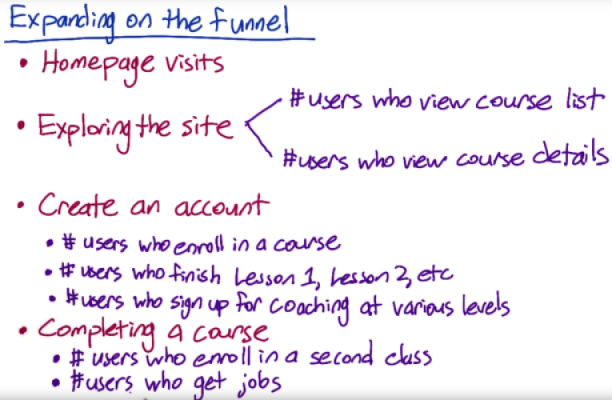 Expanding on the funnel
• Homepage visits
• Exploring the site
#users who view course list
#users who view course details
• Create an account
• # users who enroll in a course
• # users who finish Lesson 1, Lesson 2, etc
• #users who sign up for coaching at various levels
• Completing a course
• # users who enroll in a second class
• #users who get jobs